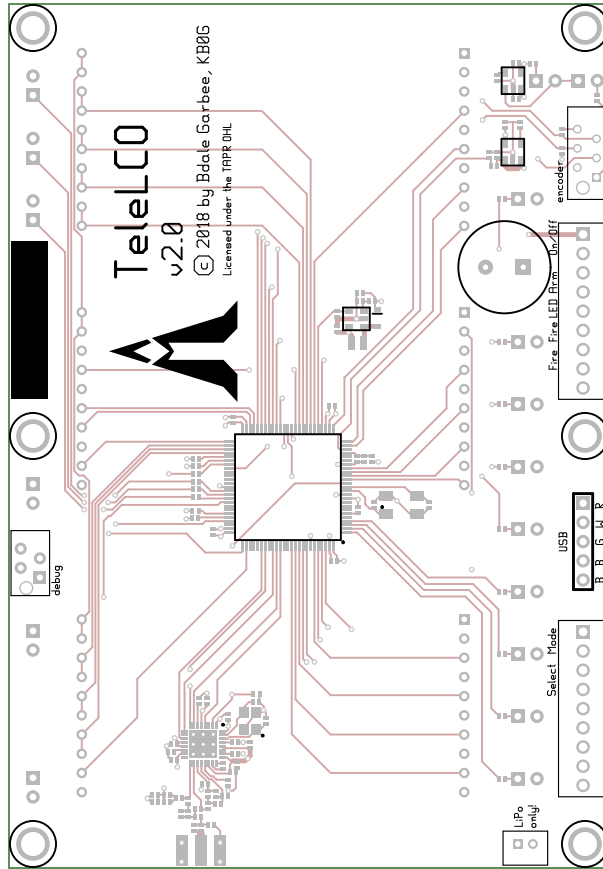 TeleLCO
v2.0
(c) 2018 by Bdale Garbee, KB0G
Licensed under the TAPR OHL
encoder
On/Off
Arm
LED
Fire
Fire
USB
R
W
G
B
B
debug
Select Mode
LiPo
only!